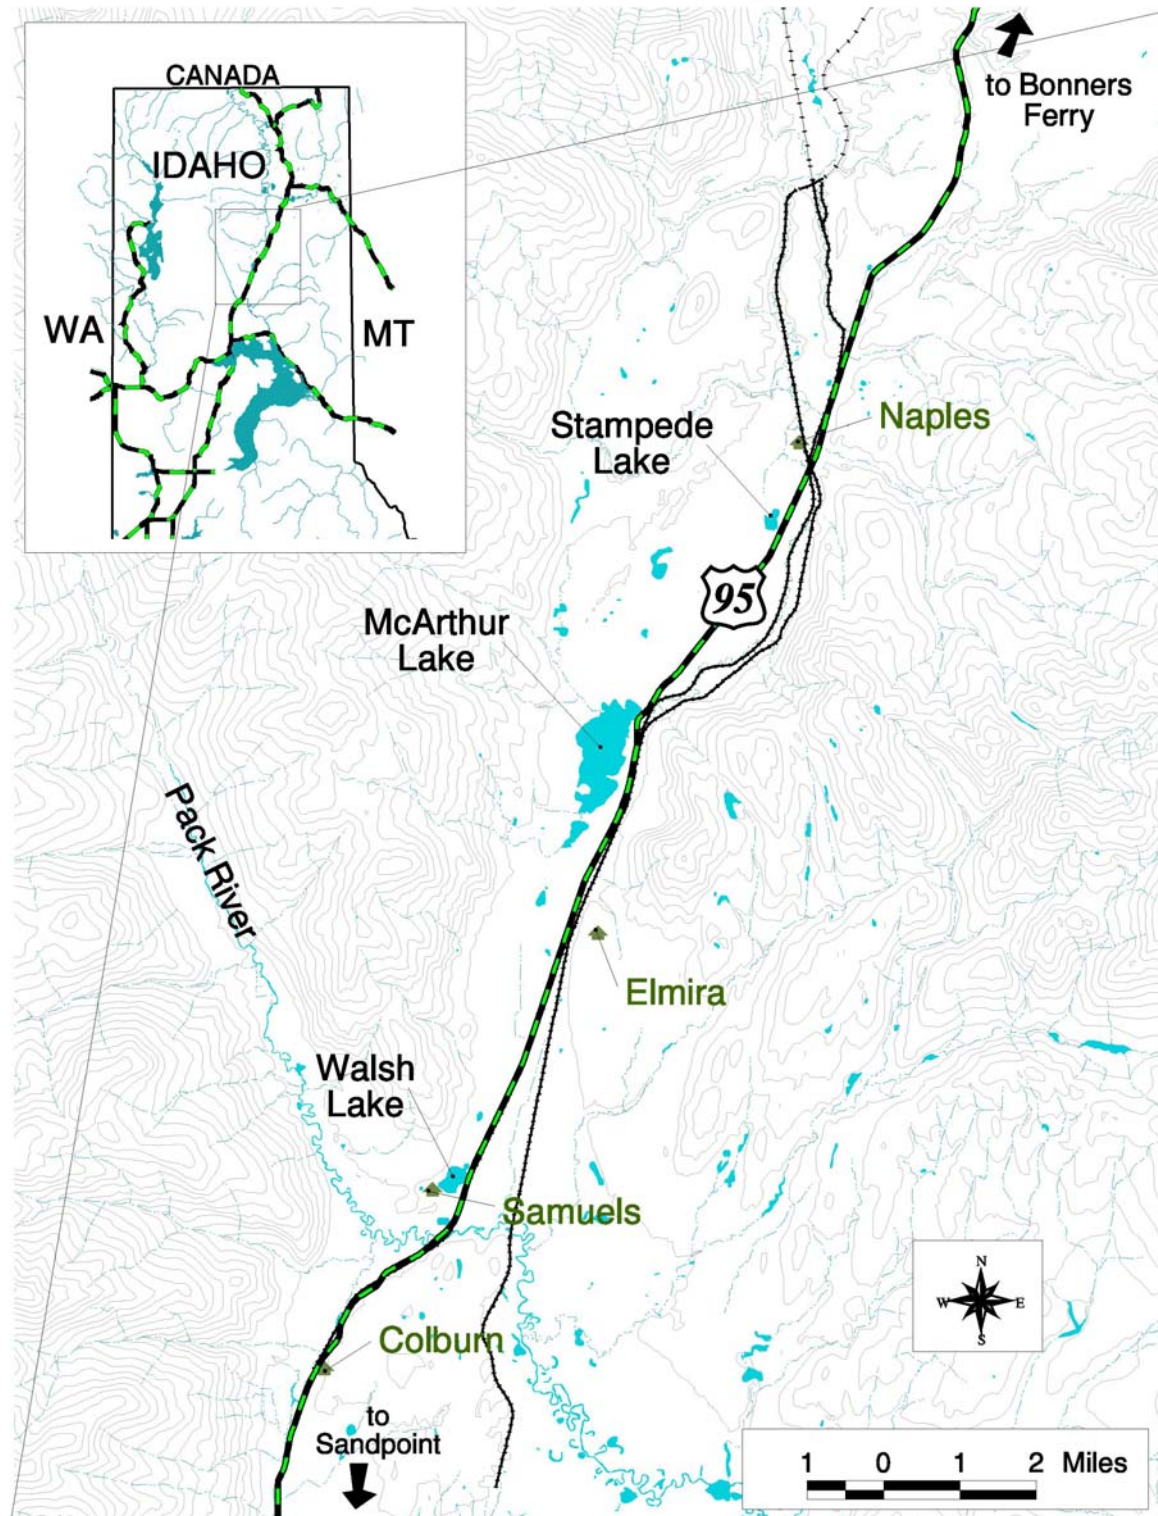 CANADA
IDAHO
WA
MT
to Bonners
Ferry
Naples
Stampede
Lake
95
McArthur
Lake
Pack River
Elmira
Walsh
Lake
Samuels
N
W
E
S
Colburn
to
Sandpoint
1 0 1 2 Miles